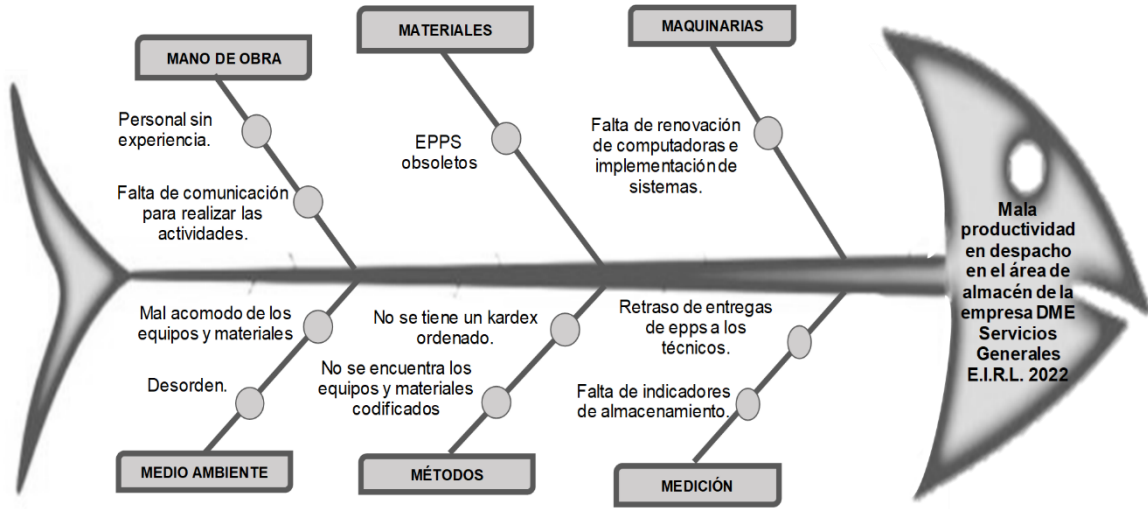 MANO DE OBRA
Personal sin
experiencia.
Falta de comunicación
para realizar las
actividades.
MATERIALES
EPPS
obsoletos
MAQUINARIAS
Falta de renovación
de computadoras e
implementación de
sistemas.
Mal acomodo de los
equipos y materiales
Desorden.
MEDIO AMBIENTE
No se tiene un kardex
ordenado.
No se encuentra los
equipos y materiales
codificados
MÉTODOS
Retraso de entregas
de epps a los
técnicos.
Falta de indicadores
de almacenamiento.
MEDICIÓN
Mala
productividad
en despacho
en el área de
almacén de la
empresa DME
Servicios
Generales
E.I.R.L. 2022